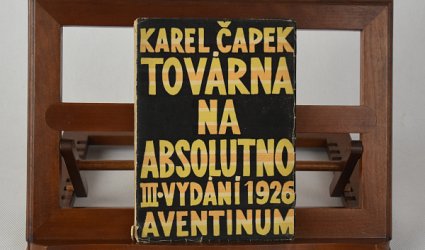 KAREL ČAPEK
TOVÁRNA
NA
ABSOLUTNO
III·VYDÁNÍ 1926
AVENTINUM